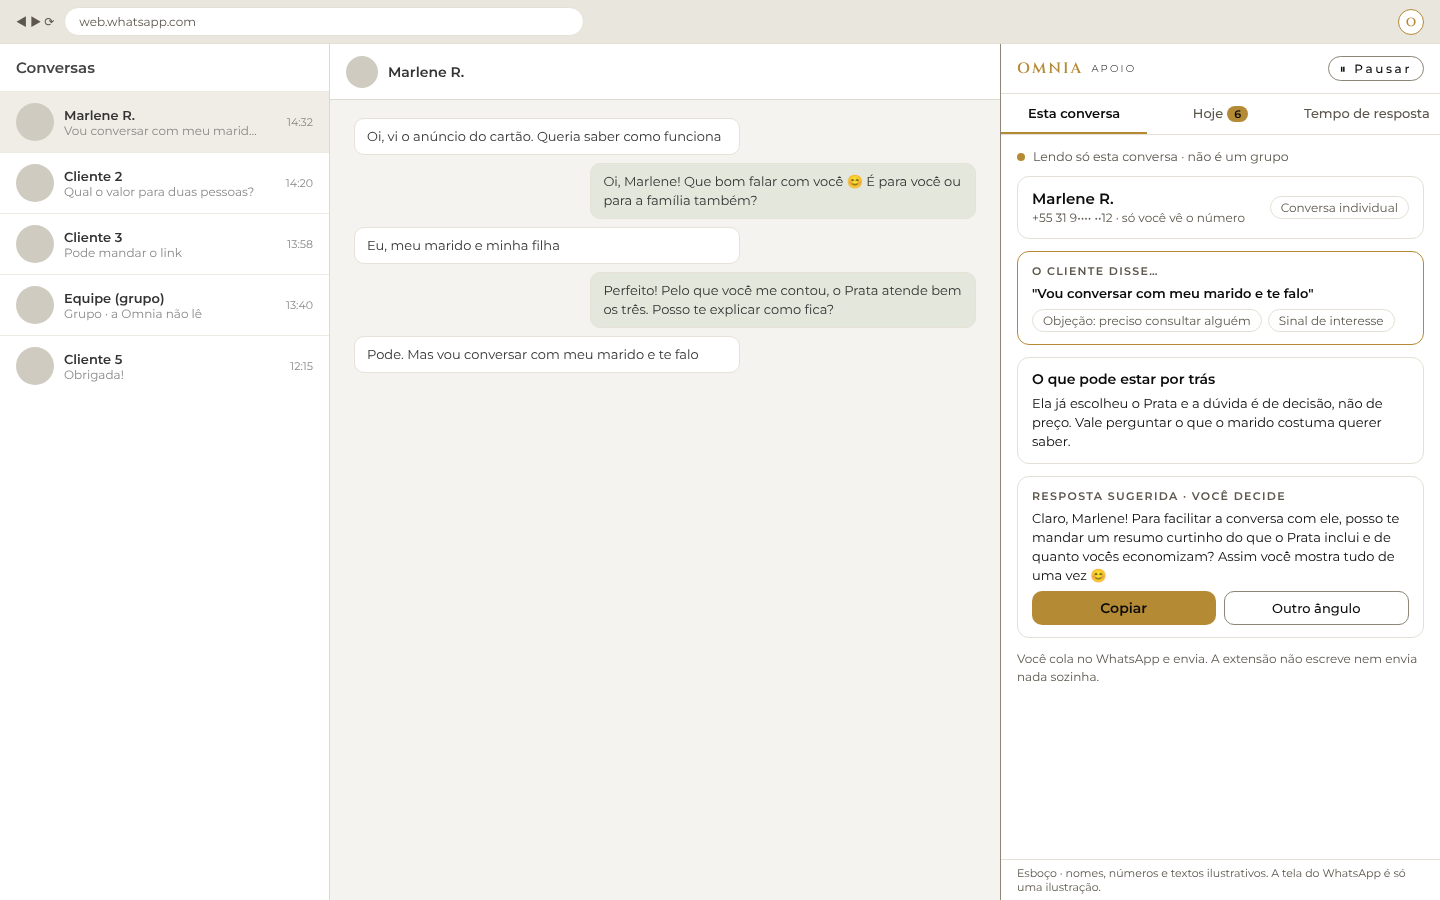 web.whatsapp.com
O
Conversas
Marlene R.
Vou conversar com meu marid...
14:32
Cliente 2
Qual o valor para duas pessoas?
14:20
Cliente 3
Pode mandar o link
13:58
Equipe (grupo)
Grupo · a Omnia não lê
13:40
Cliente 5
Obrigada!
12:15
Marlene R.
Oi, vi o anúncio do cartão. Queria saber como funciona
Oi, Marlene! Que bom falar com você 😊 É para você ou
para a família também?
Eu, meu marido e minha filha
Perfeito! Pelo que você me contou, o Prata atende bem
os três. Posso te explicar como fica?
Pode. Mas vou conversar com meu marido e te falo
OMNIA APOIO
Pausar
Esta conversa
Hoje 6
Tempo de resposta
Lendo só esta conversa · não é um grupo
Marlene R.
+55 31 9•••• ••12 · só você vê o número
Conversa individual
O CLIENTE DISSE…
"Vou conversar com meu marido e te falo"
Objeção: preciso consultar alguém
Sinal de interesse
O que pode estar por trás
Ela já escolheu o Prata e a dúvida é de decisão, não de
preço. Vale perguntar o que o marido costuma querer
saber.
RESPOSTA SUGERIDA · VOCÊ DECIDE
Claro, Marlene! Para facilitar a conversa com ele, posso te
mandar um resumo curtinho do que o Prata inclui e de
quanto vocês economizam? Assim você mostra tudo de
uma vez 😊
Copiar
Outro ângulo
Você cola no WhatsApp e envia. A extensão não escreve nem envia
nada sozinha.
Esboço · nomes, números e textos ilustrativos. A tela do WhatsApp é só
uma ilustração.